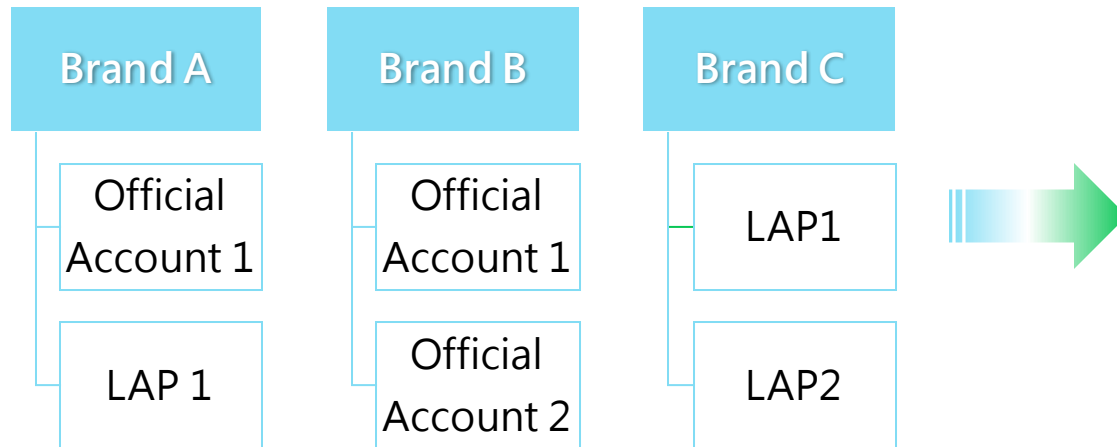 Brand A
Brand B
Brand C
Official
Account 1
Official
Account 1
LAP1
LAP 1
Official
Account 2
LAP2